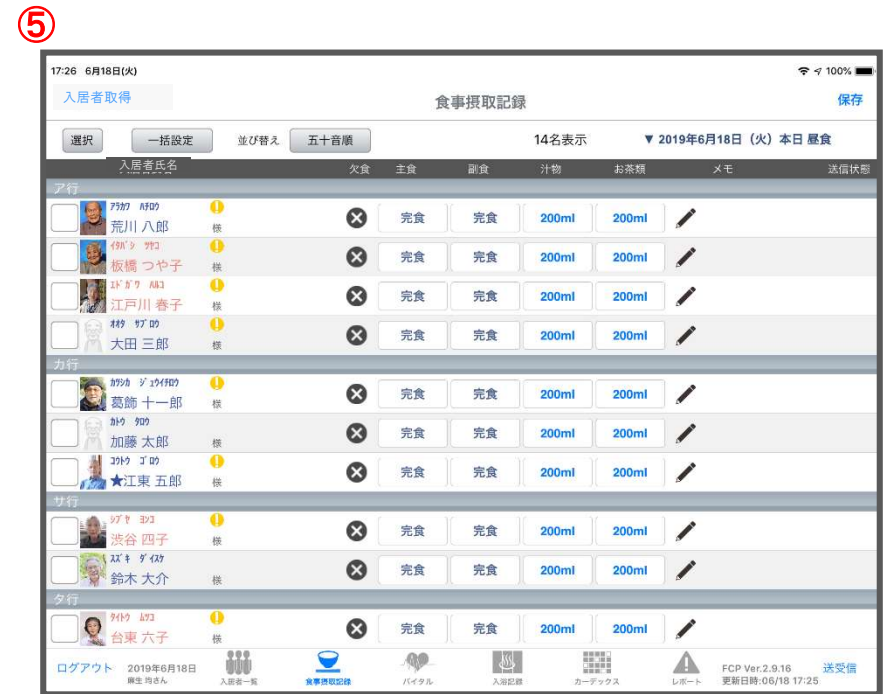 ⑤
17:26 6月18日(火) 100%
入居者取得 食事摂取記録 保存
選択 一括設定 並び替え 五十音順 14名表示 ▼ 2019年6月18日（火）本日 昼食
入居者氏名 欠食 主食 副食 汁物 お茶類 メモ 送信状態
ア行
ｱﾗｶﾜ ﾊﾁﾛｳ
荒川 八郎 様 完食 完食 200ml 200ml
ｲﾀﾊﾞｼ ﾂﾔｺ
板橋 つや子 様 完食 完食 200ml 200ml
ｴﾄﾞｶﾞﾜ ﾊﾙｺ
江戸川 春子 様 完食 完食 200ml 200ml
ｵｵﾀ ｻﾌﾞﾛｳ
大田 三郎 様 完食 完食 200ml 200ml
カ行
ｶﾂｼｶ ｼﾞｭｳｲﾁﾛｳ
葛飾 十一郎 様 完食 完食 200ml 200ml
ｶﾄｳ ﾀﾛｳ
加藤 太郎 様 完食 完食 200ml 200ml
ｺｳﾄｳ ｺﾞﾛｳ
★江東 五郎 様 完食 完食 200ml 200ml
サ行
ｼﾌﾞﾔ ﾖﾝｺ
渋谷 四子 様 完食 完食 200ml 200ml
ｽｽﾞｷ ﾀﾞｲｽｹ
鈴木 大介 様 完食 完食 200ml 200ml
タ行
ﾀｲﾄｳ ﾑﾂｺ
台東 六子 様 完食 完食 200ml 200ml
ログアウト 2019年6月18日 FCP Ver.2.9.16 送受信
麻生 均さん 入居者一覧 食事摂取記録 バイタル 入浴記録 カーデックス レポート 更新日時:06/18 17:25